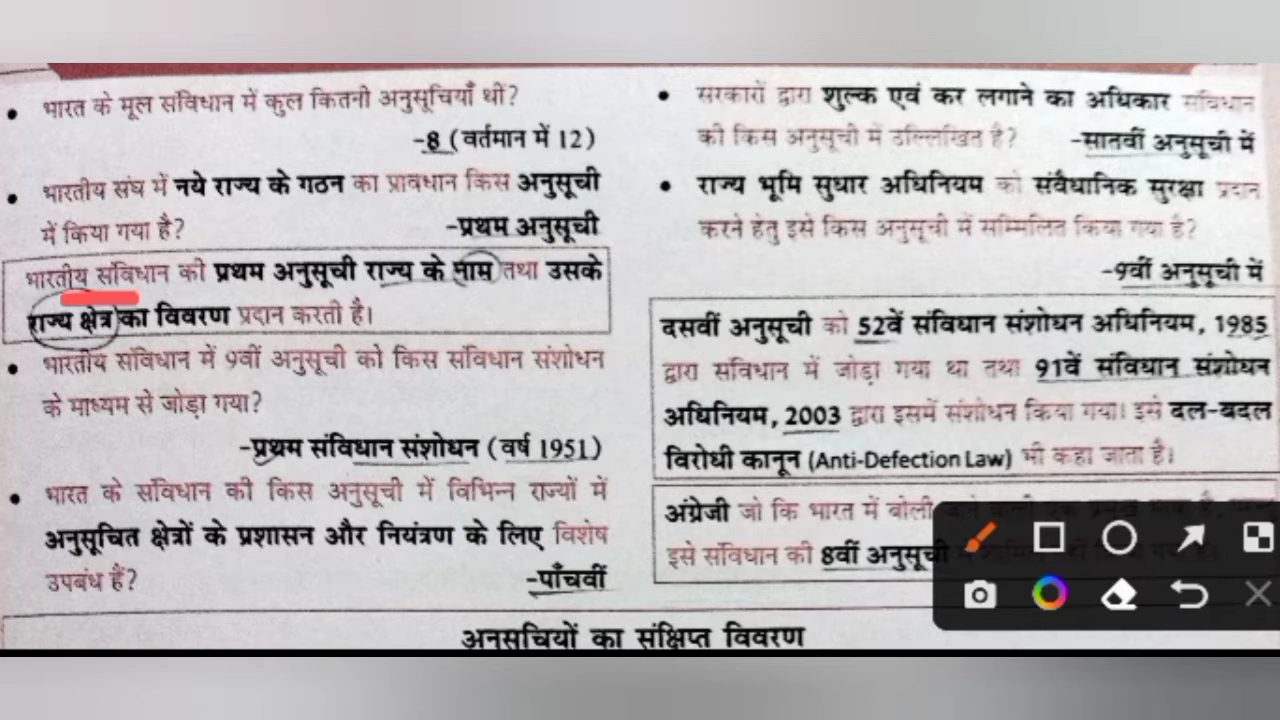 भारत के मूल संविधान में कुल कितनी अनुसूचियाँ थीं?
-8 (वर्तमान में 12)
भारतीय संघ में नये राज्य के गठन का प्रावधान किस अनुसूची
में किया गया है?
-प्रथम अनुसूची
भारतीय संविधान की प्रथम अनुसूची राज्य के नाम तथा उसके
राज्य क्षेत्र का विवरण प्रदान करती है।
भारतीय संविधान में 9वीं अनुसूची को किस संविधान संशोधन
के माध्यम से जोड़ा गया?
-प्रथम संविधान संशोधन (वर्ष 1951)
भारत के संविधान की किस अनुसूची में विभिन्न राज्यों में
अनुसूचित क्षेत्रों के प्रशासन और नियंत्रण के लिए विशेष
उपबंध हैं?
-पाँचवीं
सरकारों द्वारा शुल्क एवं कर लगाने का अधिकार संविधान
की किस अनुसूची में उल्लिखित है?
-सातवीं अनुसूची में
राज्य भूमि सुधार अधिनियम को संवैधानिक सुरक्षा प्रदान
करने हेतु इसे किस अनुसूची में सम्मिलित किया गया है?
-9वीं अनुसूची में
दसवीं अनुसूची को 52वें संविधान संशोधन अधिनियम, 1985
द्वारा संविधान में जोड़ा गया था तथा 91वें संविधान संशोधन
अधिनियम, 2003 द्वारा इसमें संशोधन किया गया। इसे दल-बदल
विरोधी कानून (Anti-Defection Law) भी कहा जाता है।
अंग्रेजी जो कि भारत में बोली
इसे संविधान की 8वीं अनुसूची
अनुसूचियों का संक्षिप्त विवरण